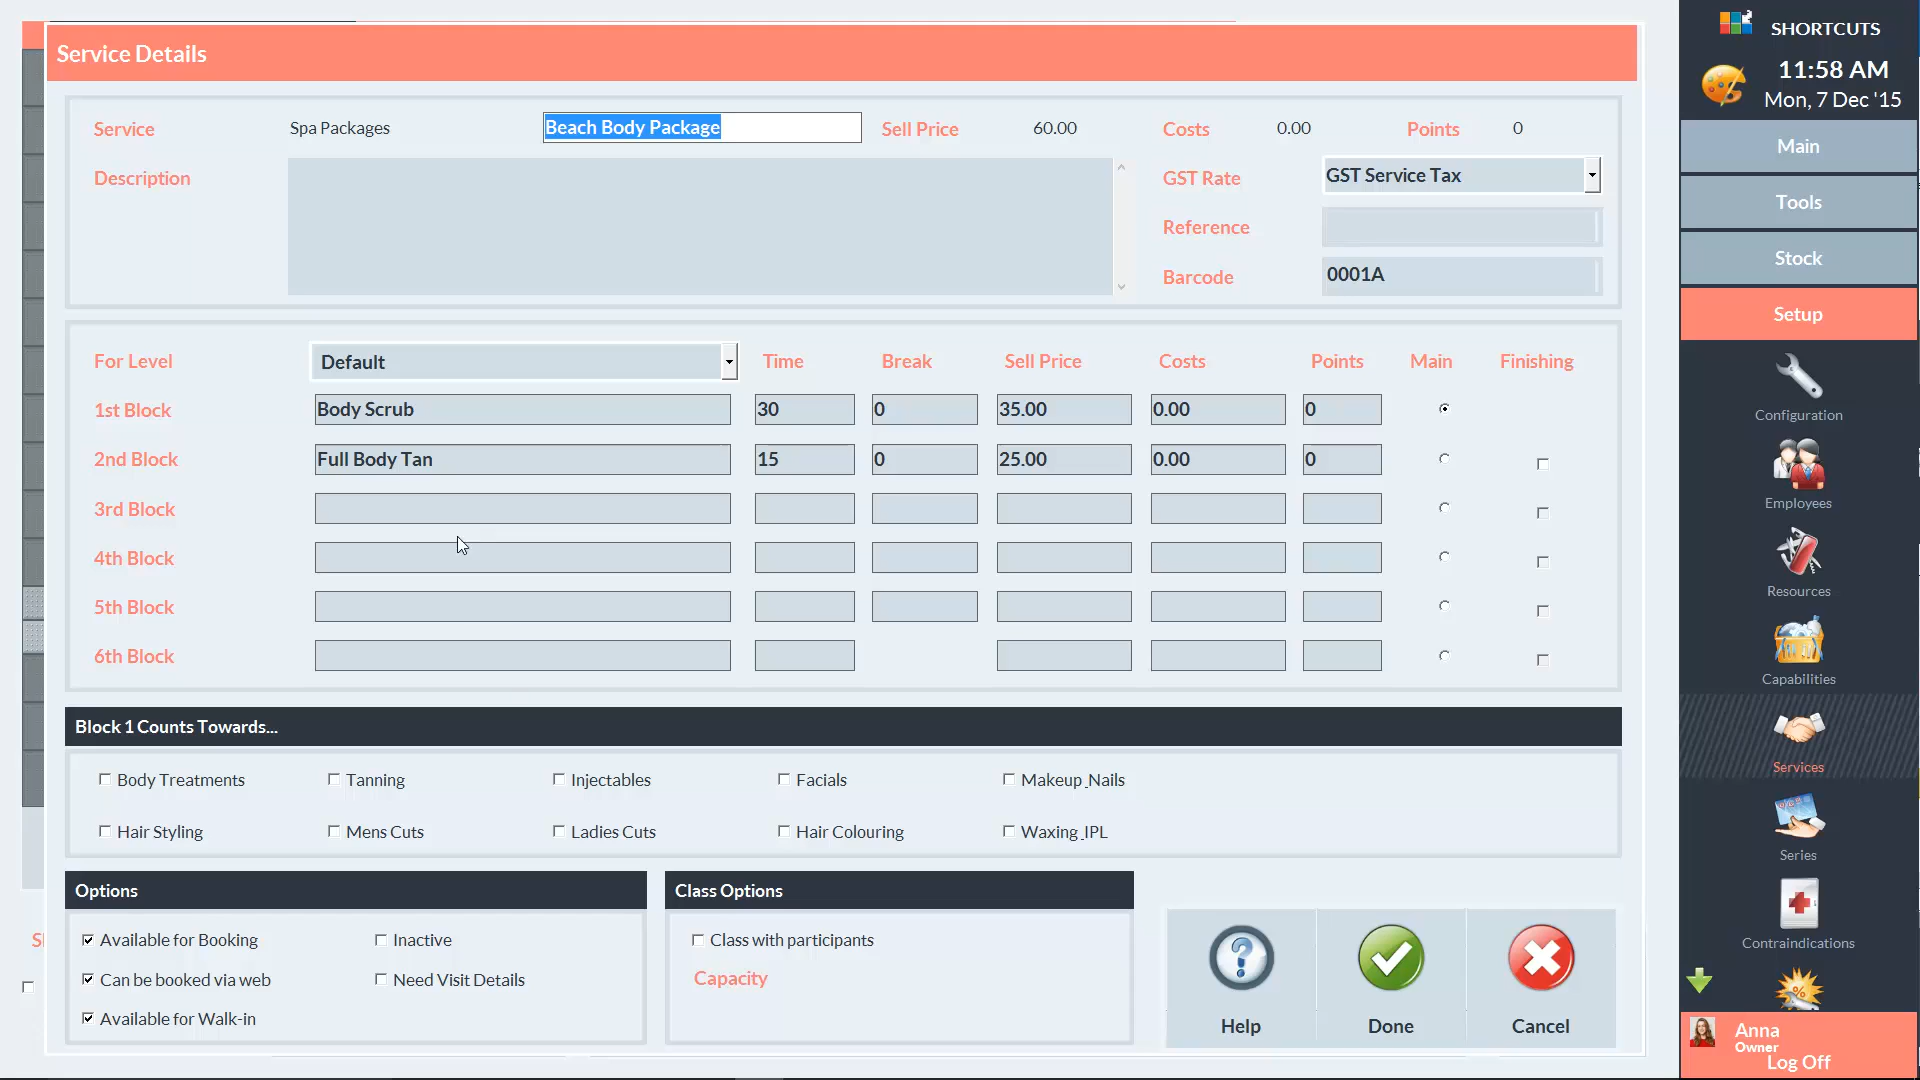 Service Details
Service Spa Packages Beach Body Package Sell Price 60.00 Costs 0.00 Points 0
Description
GST Rate GST Service Tax
Reference
Barcode 0001A
For Level Default Time Break Sell Price Costs Points Main Finishing
1st Block Body Scrub 30 0 35.00 0.00 0
2nd Block Full Body Tan 15 0 25.00 0.00 0
3rd Block
4th Block
5th Block
6th Block
Block 1 Counts Towards...
Body Treatments Tanning Injectables Facials Makeup_Nails
Hair Styling Mens Cuts Ladies Cuts Hair Colouring Waxing_IPL
Options
Available for Booking Inactive
Can be booked via web Need Visit Details
Available for Walk-in
Class Options
Class with participants
Capacity
Help Done Cancel
SHORTCUTS
11:58 AM
Mon, 7 Dec '15
Main
Tools
Stock
Setup
Configuration
Employees
Resources
Capabilities
Services
Series
Contraindications
Anna
Owner
Log Off